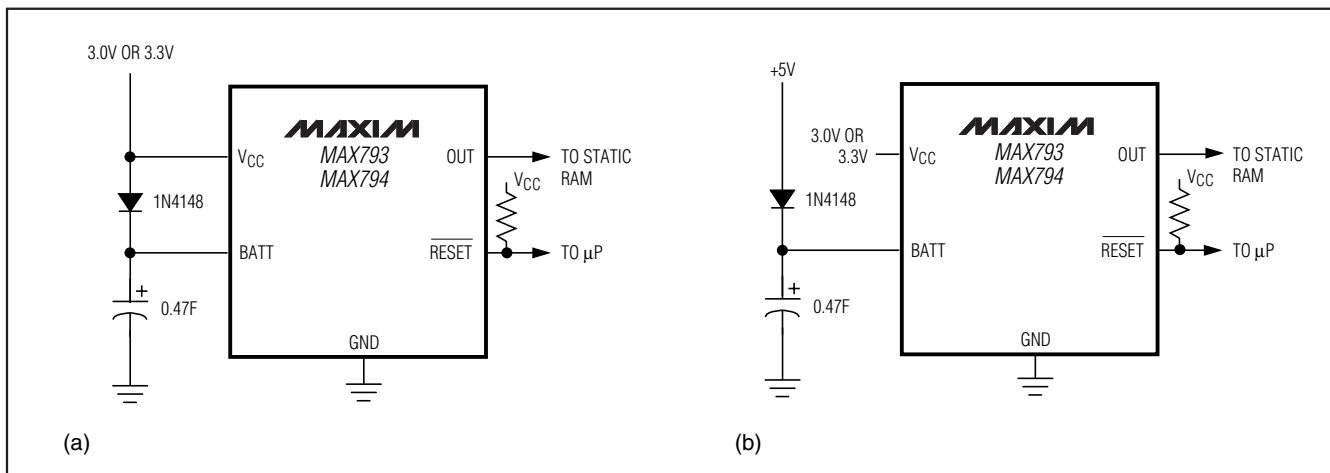 3.0V OR 3.3V
MAXIM
MAX793
MAX794
VCC
OUT
TO STATIC
RAM
VCC
1N4148
BATT
RESET
TO μP
0.47F
+
GND
(a)
+5V
3.0V OR
3.3V
MAXIM
MAX793
MAX794
VCC
OUT
TO STATIC
RAM
VCC
1N4148
BATT
RESET
TO μP
0.47F
+
GND
(b)